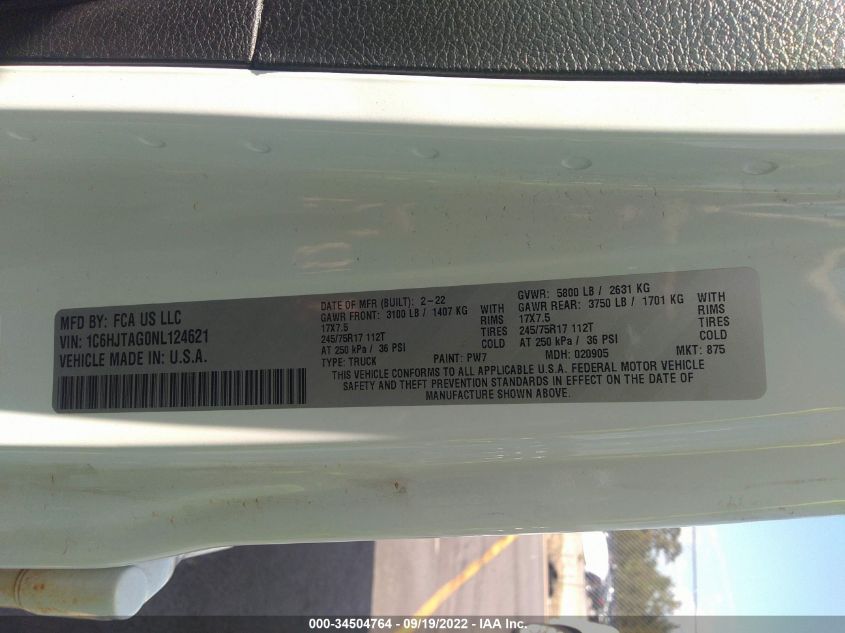 MFD BY: FCA US LLC
VIN: 1C6HJTAG0NL124621
VEHICLE MADE IN: U.S.A.
DATE OF MFR (BUILT): 2-22
GAWR FRONT: 3100 LB / 1407 KG WITH
17X7.5 RIMS
245/75R17 112T TIRES
AT 250 kPa / 36 PSI COLD
GVWR: 5800 LB / 2631 KG
GAWR REAR: 3750 LB / 1701 KG WITH
17X7.5 RIMS
245/75R17 112T TIRES
AT 250 kPa / 36 PSI COLD
TYPE: TRUCK PAINT: PW7 MDH: 020905 MKT: 875
THIS VEHICLE CONFORMS TO ALL APPLICABLE U.S.A. FEDERAL MOTOR VEHICLE
SAFETY AND THEFT PREVENTION STANDARDS IN EFFECT ON THE DATE OF
MANUFACTURE SHOWN ABOVE.
000-34504764 - 09/19/2022 - IAA Inc.